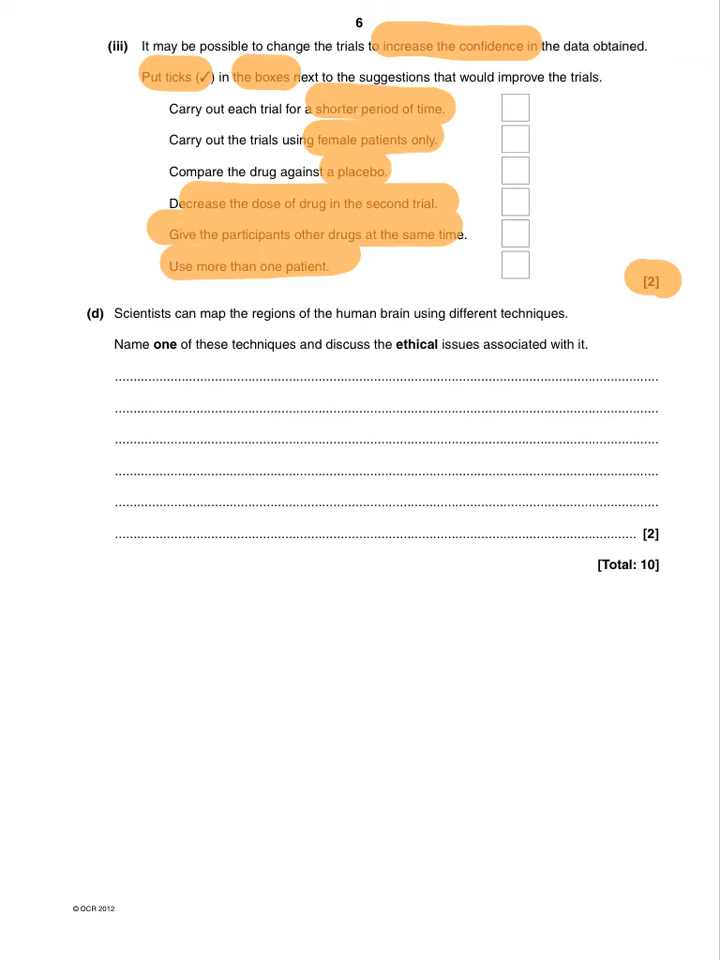 6
(iii) It may be possible to change the trials to increase the confidence in the data obtained.
Put ticks (✓) in the boxes next to the suggestions that would improve the trials.
Carry out each trial for a shorter period of time.
Carry out the trials using female patients only.
Compare the drug against a placebo.
Decrease the dose of drug in the second trial.
Give the participants other drugs at the same time.
Use more than one patient.
[2]
(d) Scientists can map the regions of the human brain using different techniques.
Name one of these techniques and discuss the ethical issues associated with it.
[2]
[Total: 10]
© OCR 2012